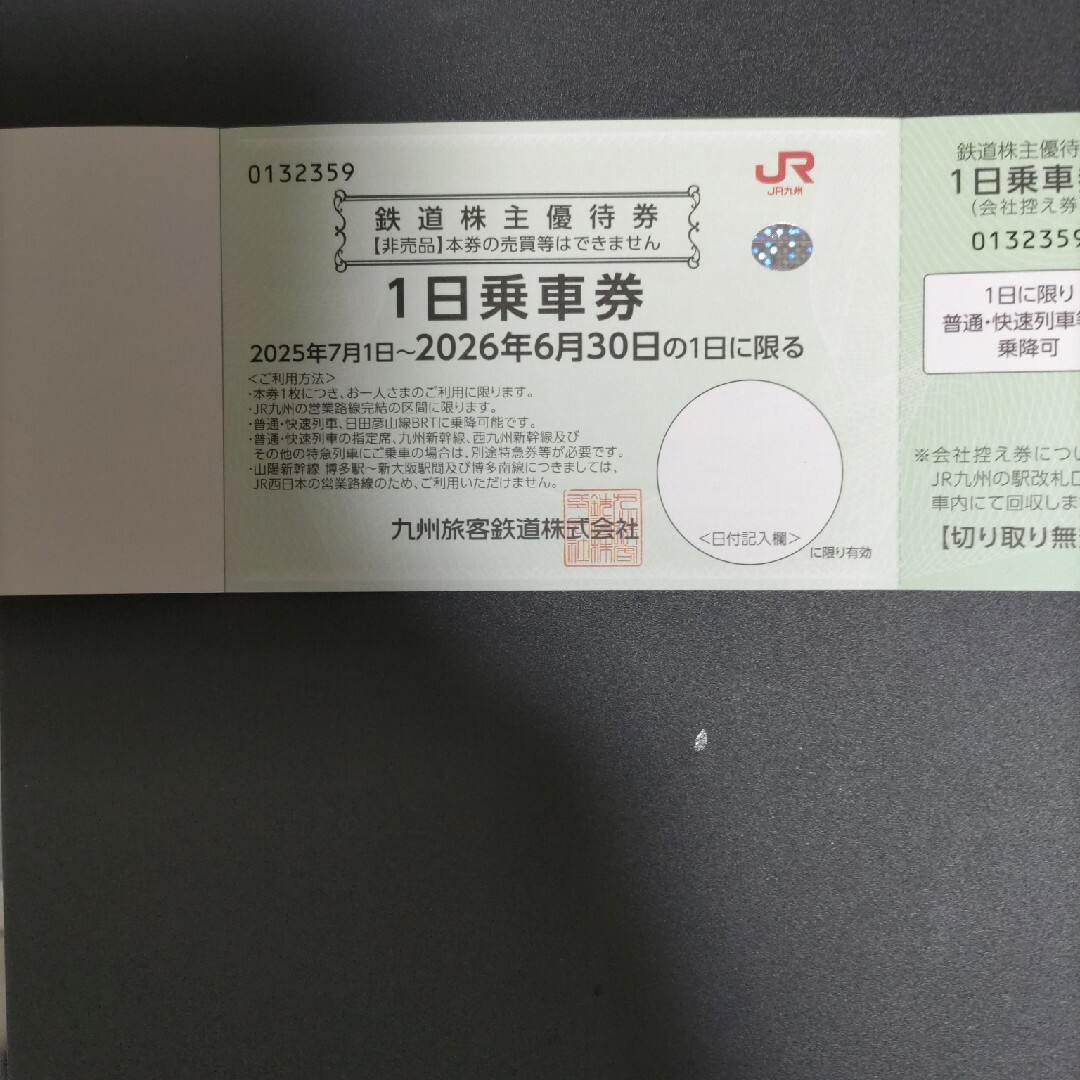 0132359
JR
JR九州
鉄道株主優待券
【非売品】本券の売買等はできません
1日乗車券
2025年7月1日～2026年6月30日の1日に限る
＜ご利用方法＞
・本券1枚につき、お一人さまのご利用に限ります。
・JR九州の営業路線完結の区間に限ります。
・普通・快速列車、日田彦山線BRTに乗降可能です。
・普通・快速列車の指定席、九州新幹線、西九州新幹線及び
その他の特急列車にご乗車の場合は、別途特急券等が必要です。
・山陽新幹線 博多駅～新大阪駅間及び博多南線につきましては、
JR西日本の営業路線のため、ご利用いただけません。
九州旅客鉄道株式会社
＜日付記入欄＞
に限り有効
鉄道株主優待
1日乗車
(会社控え券
0132359
1日に限り
普通・快速列車
乗降可
※会社控え券につい
JR九州の駅改札口
車内にて回収しま
【切り取り無